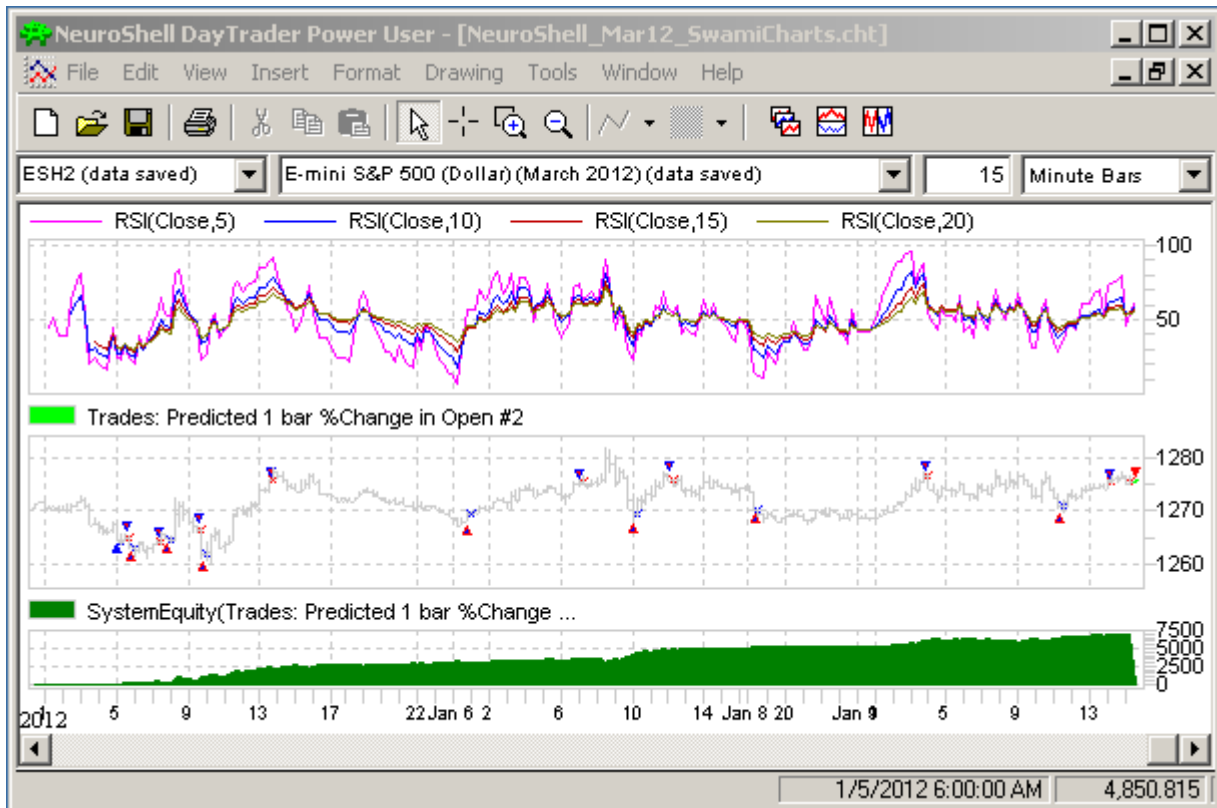 NeuroShell DayTrader Power User - [NeuroShell_Mar12_SwamiCharts.cht]
File Edit View Insert Format Drawing Tools Window Help
ESH2 (data saved) E-mini S&P 500 (Dollar) (March 2012) (data saved) 15 Minute Bars
RSI(Close,5) RSI(Close,10) RSI(Close,15) RSI(Close,20)
100
50
Trades: Predicted 1 bar %Change in Open #2
1280
1270
1260
SystemEquity(Trades: Predicted 1 bar %Change ...
7500
5000
2500
0
2012 5 9 13 17 22 Jan 6 2 6 10 14 Jan 8 20 Jan 9 5 9 13
1/5/2012 6:00:00 AM 4,850.815